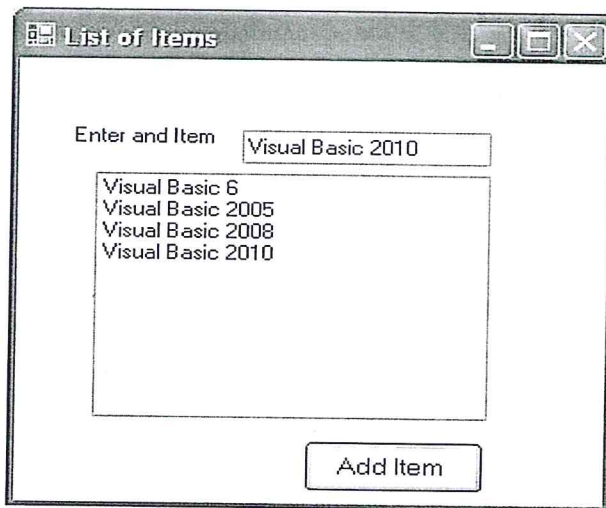 List of Items
Enter and Item Visual Basic 2010
Visual Basic 6
Visual Basic 2005
Visual Basic 2008
Visual Basic 2010
Add Item